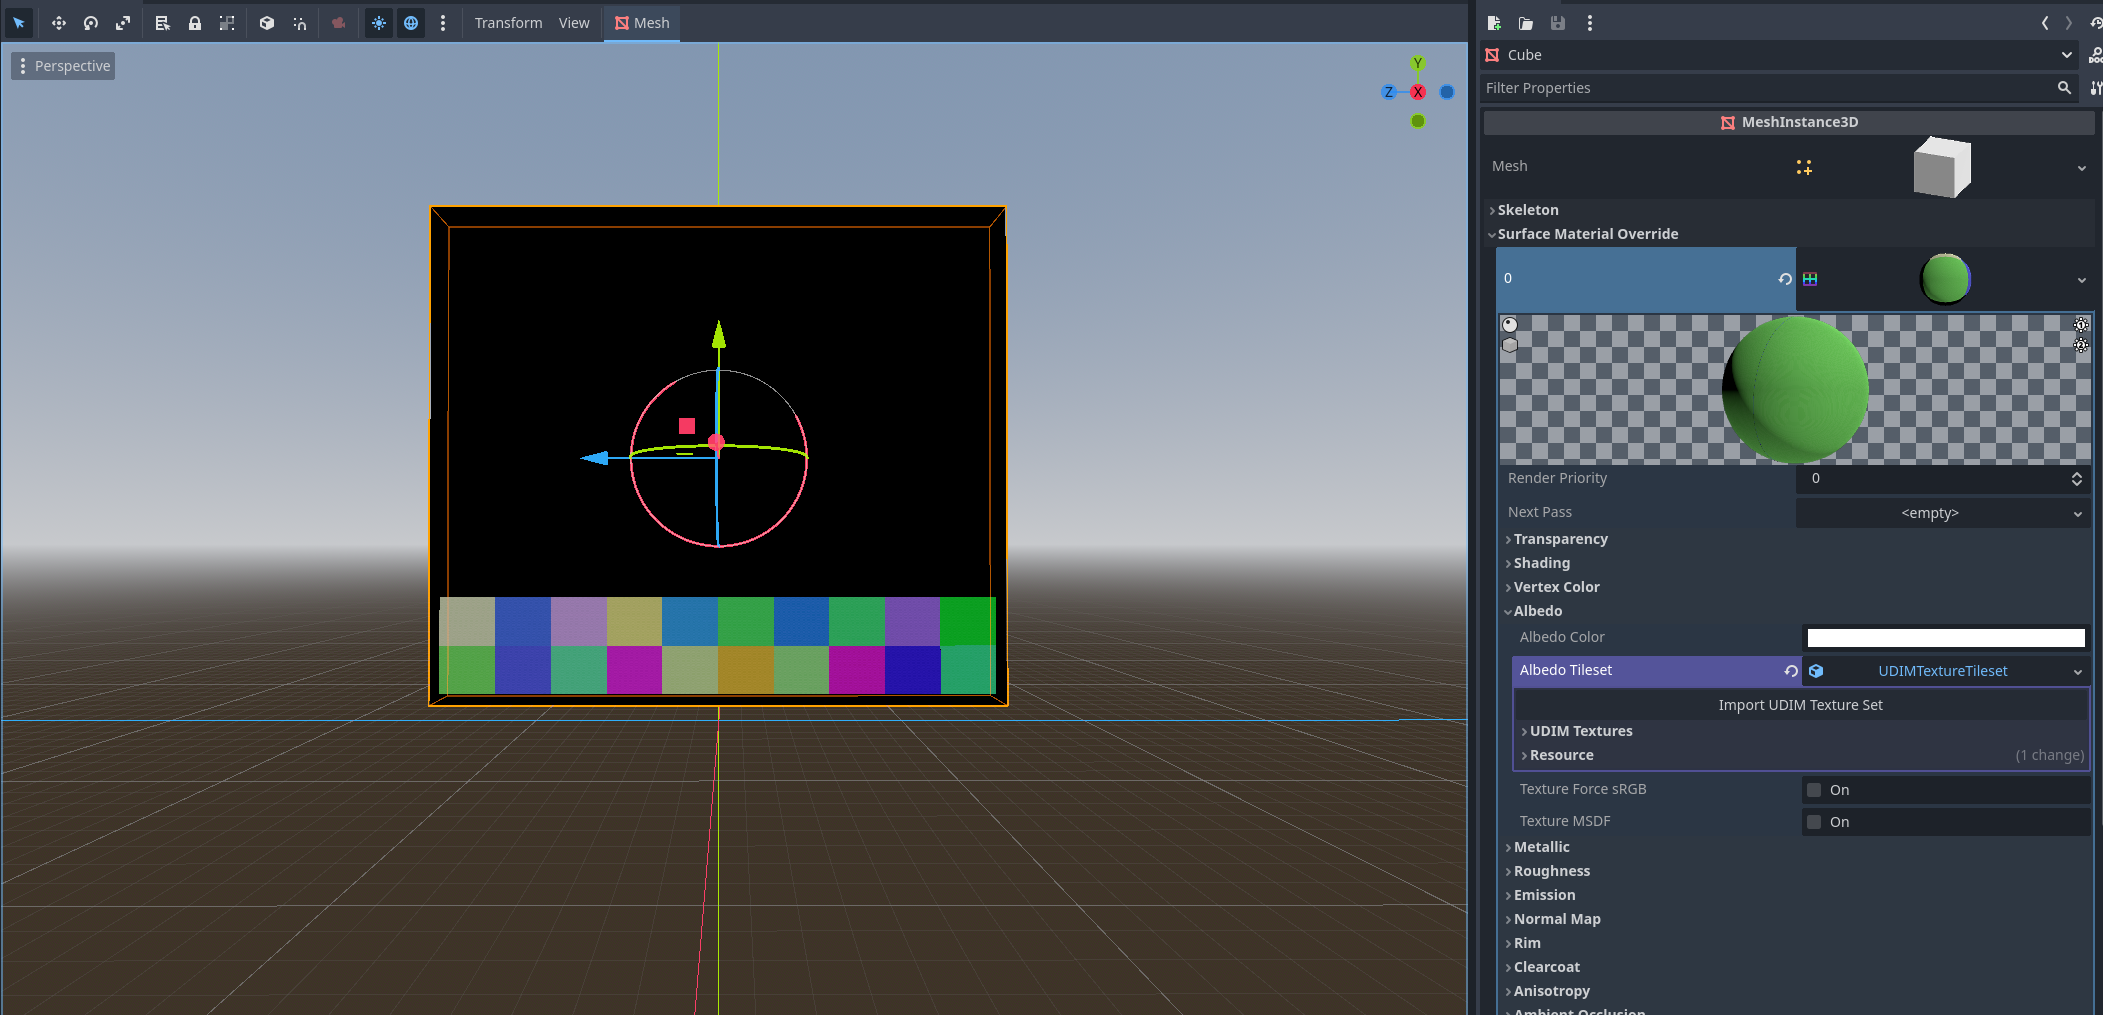 Transform View Mesh
Perspective
Y
Z X
Cube
Filter Properties
MeshInstance3D
Mesh
Skeleton
Surface Material Override
0
Render Priority 0
Next Pass <empty>
Transparency
Shading
Vertex Color
Albedo
Albedo Color
Albedo Tileset UDIMTextureTileset
Import UDIM Texture Set
UDIM Textures
Resource (1 change)
Texture Force sRGB On
Texture MSDF On
Metallic
Roughness
Emission
Normal Map
Rim
Clearcoat
Anisotropy
Ambient Occlusion